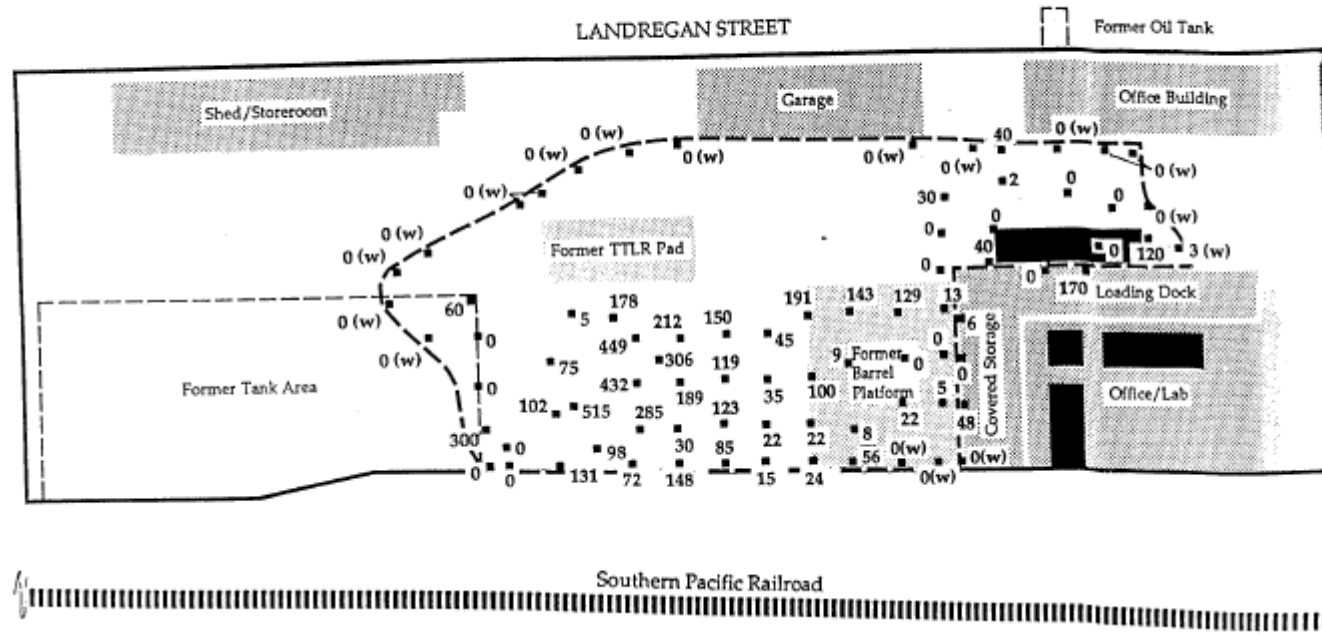 LANDREGAN STREET
Former Oil Tank
Shed/Storeroom
Garage
Office Building
0 (w)
40
0 (w)
0 (w)
0 (w)
0 (w)
0 (w)
0 (w)
0 (w)
0 (w)
2
0
0
30
0 (w)
0
0
0 (w)
Former TTLR Pad
0 (w)
40
0
120
3 (w)
0
0
170
Loading Dock
60
178
191
143
129
13
0 (w)
5
212
150
6
0
449
45
0
0 (w)
75
306
119
9
Former
Barrel
Platform
0
0
Covered Storage
Former Tank Area
0
432
189
35
100
5
Office/Lab
102
515
285
123
22
48
300
0
98
30
85
22
22
8
56
0(w)
0(w)
0
0
131
72
148
15
24
0(w)
Southern Pacific Railroad